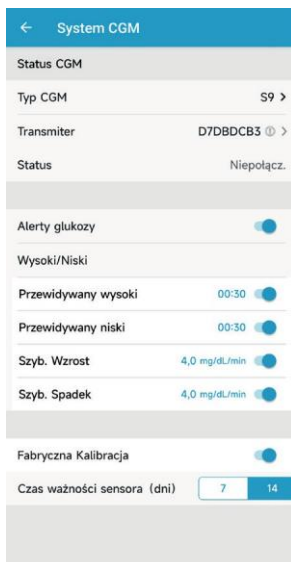 System CGM
Status CGM
Typ CGM S9
Transmiter D7DBDCB3
Status Niepołącz.
Alerty glukozy
Wysoki/Niski
Przewidywany wysoki 00:30
Przewidywany niski 00:30
Szyb. Wzrost 4,0 mg/dL/min
Szyb. Spadek 4,0 mg/dL/min
Fabryczna Kalibracja
Czas ważności sensora (dni) 7 14